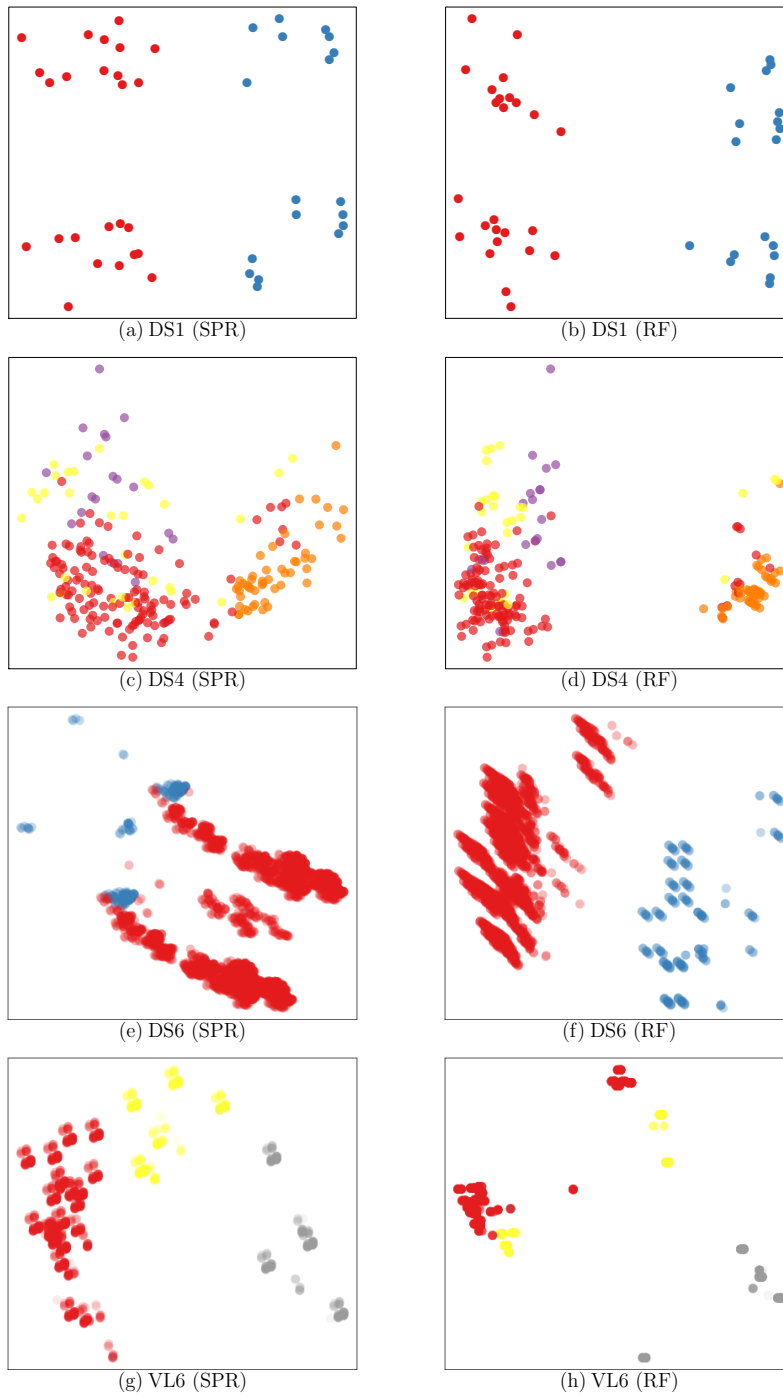 (a) DS1 (SPR)
(b) DS1 (RF)
(c) DS4 (SPR)
(d) DS4 (RF)
(e) DS6 (SPR)
(f) DS6 (RF)
(g) VL6 (SPR)
(h) VL6 (RF)